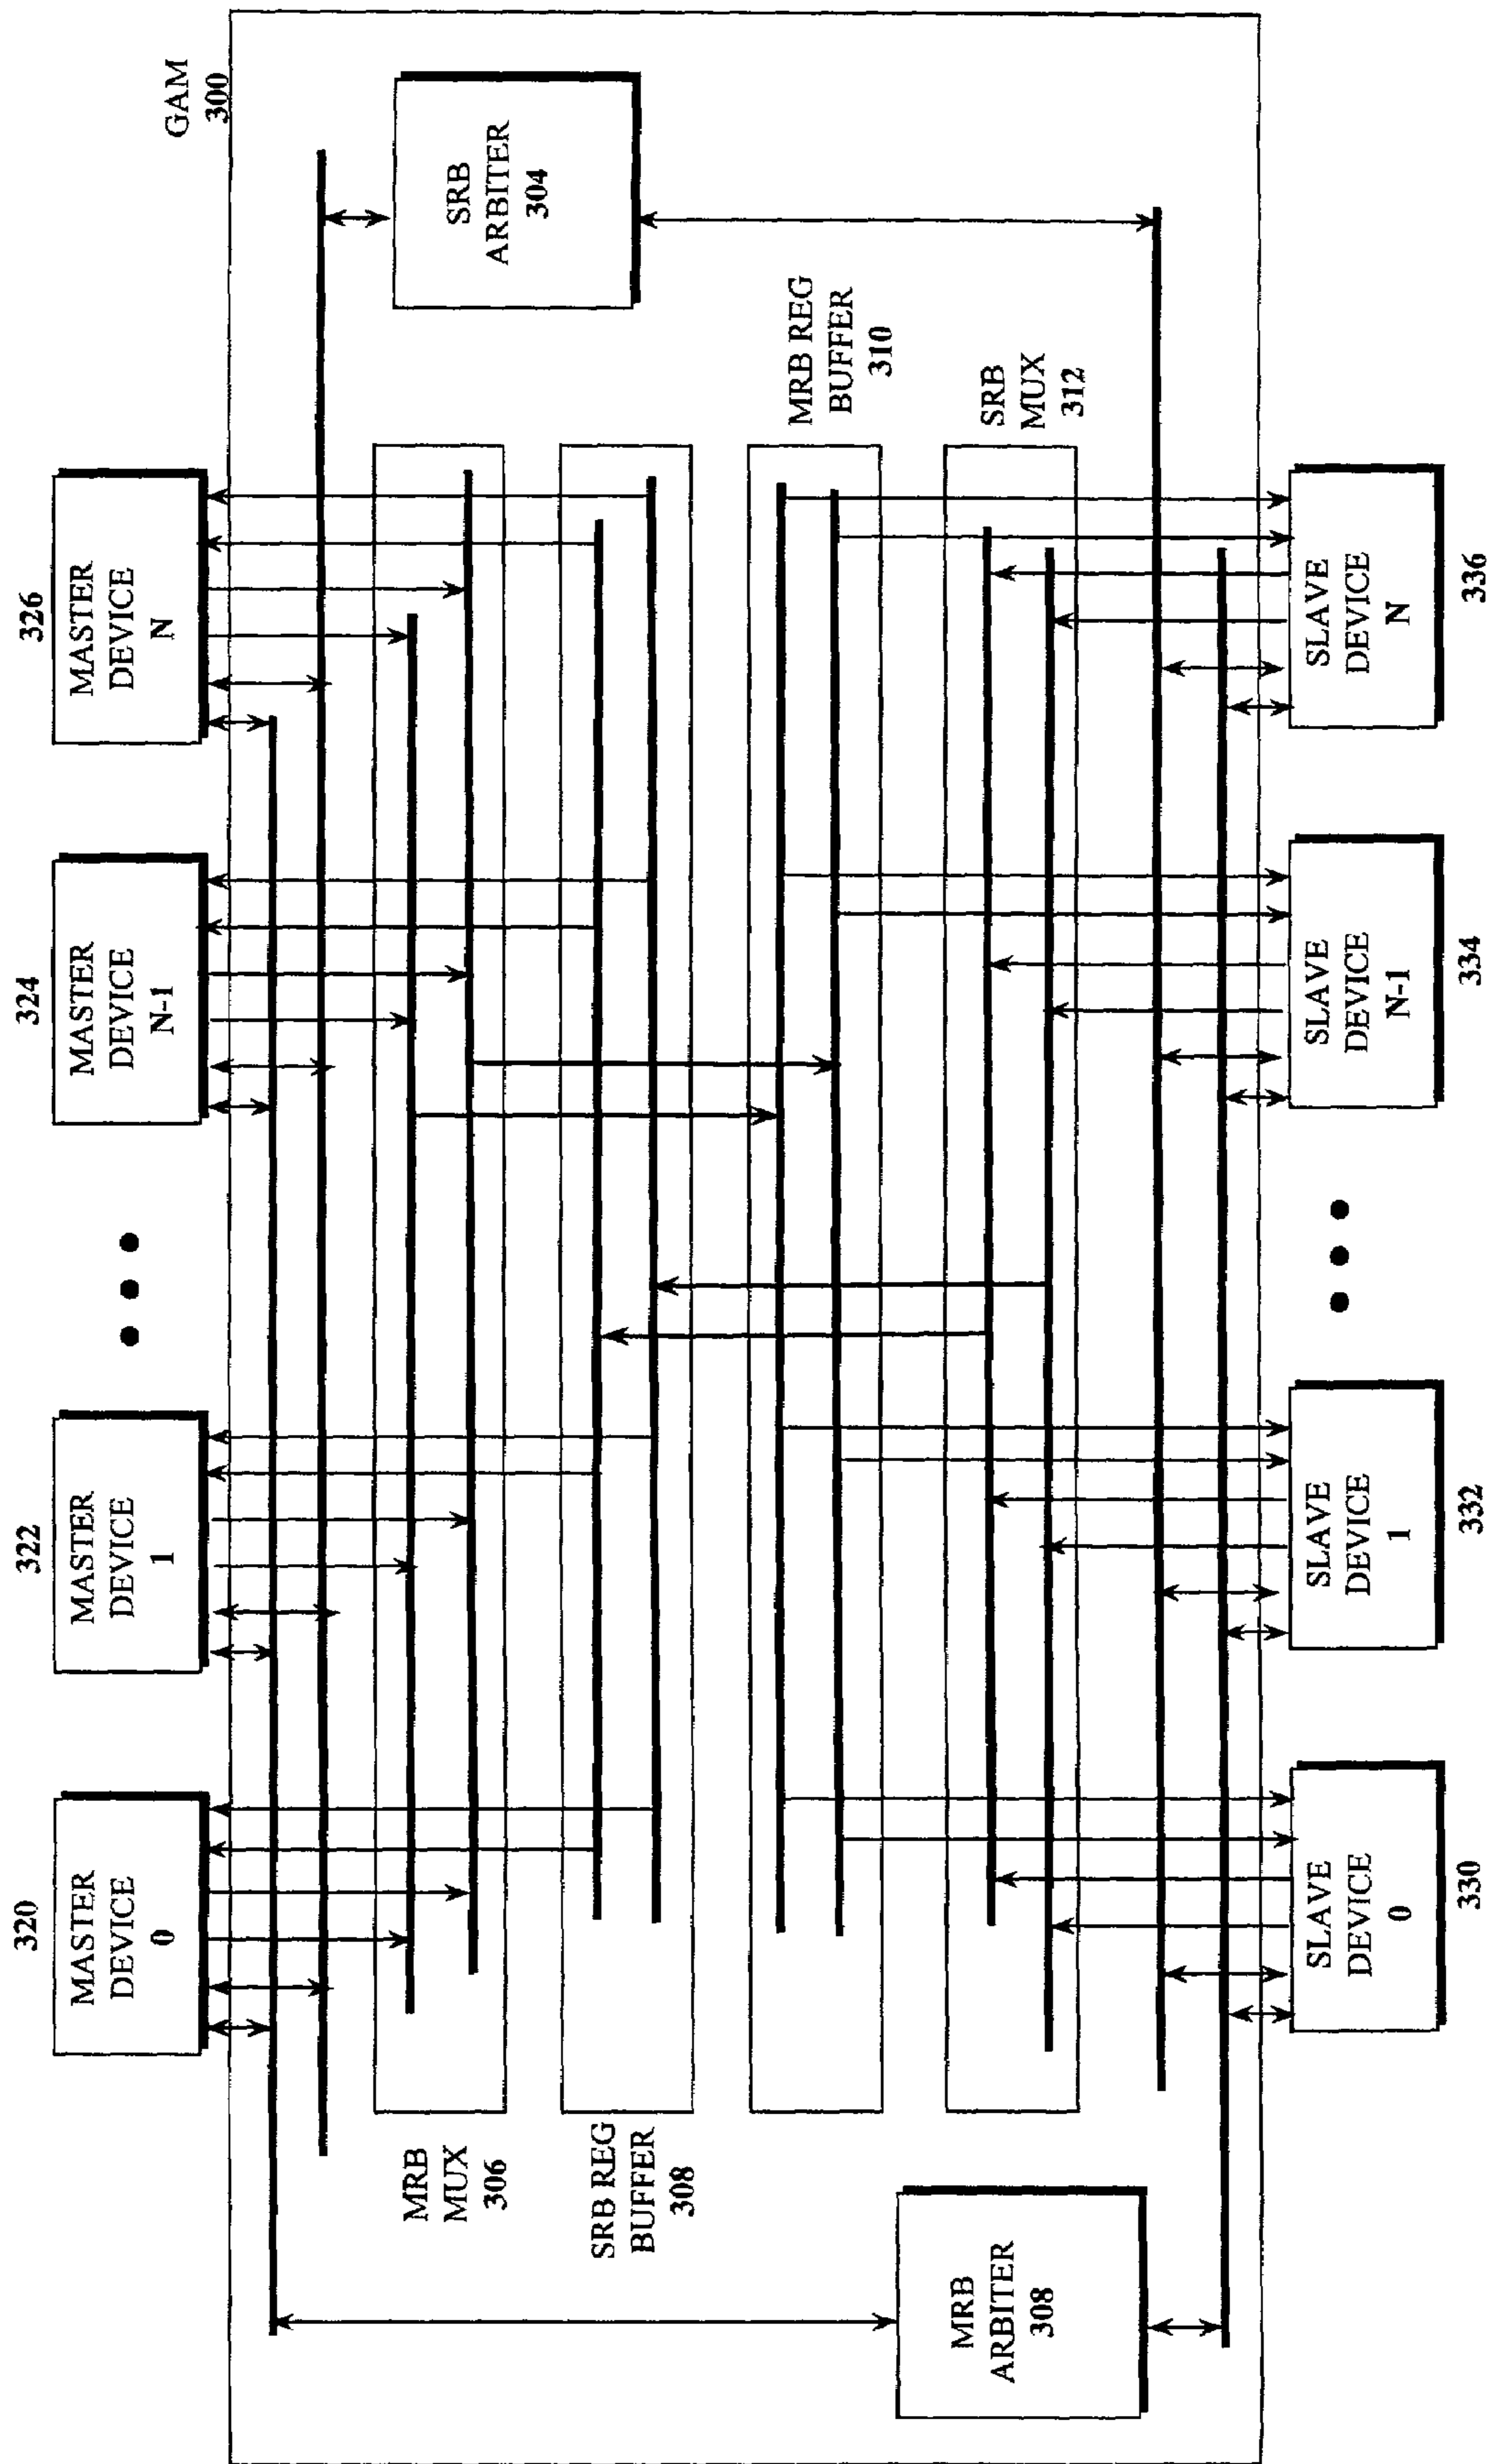 GAM
300
326
MASTER
DEVICE
N
324
MASTER
DEVICE
N-1
322
MASTER
DEVICE
1
320
MASTER
DEVICE
0
SRB
ARBITER
304
MRB REG
BUFFER
310
SRB
MUX
312
MRB
MUX
306
SRB REG
BUFFER
308
MRB
ARBITER
308
SLAVE
DEVICE
N
336
SLAVE
DEVICE
N-1
334
SLAVE
DEVICE
1
332
SLAVE
DEVICE
0
330